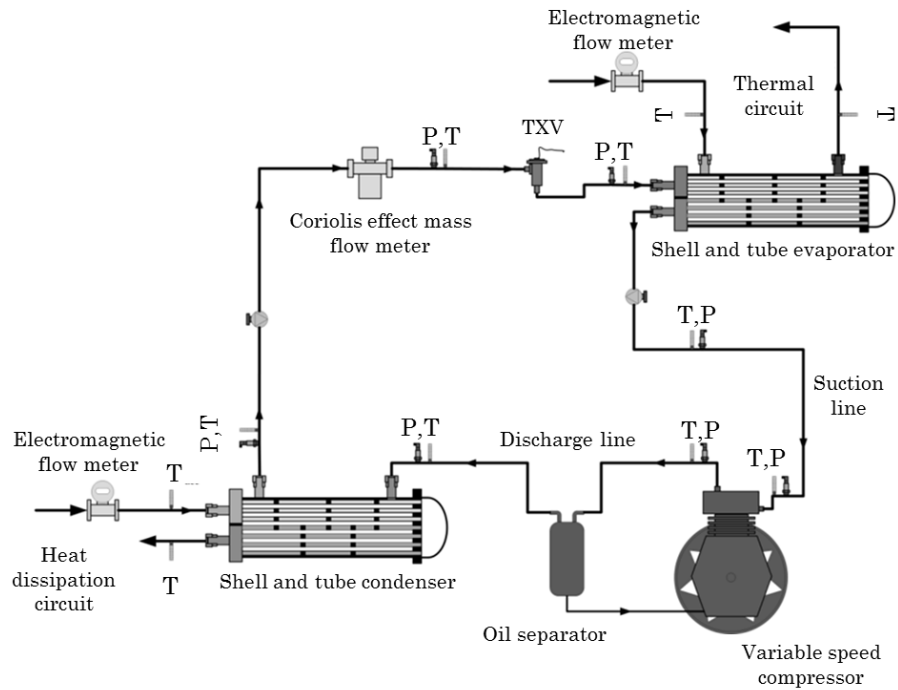 Electromagnetic
flow meter
Thermal
circuit
T
T
TXV
P,T
P,T
Coriolis effect mass
flow meter
Shell and tube evaporator
T,P
Suction
line
P,T
Electromagnetic
flow meter
T
P,T
Discharge line
T,P
T,P
Heat
dissipation
circuit
T
Shell and tube condenser
Oil separator
Variable speed
compressor